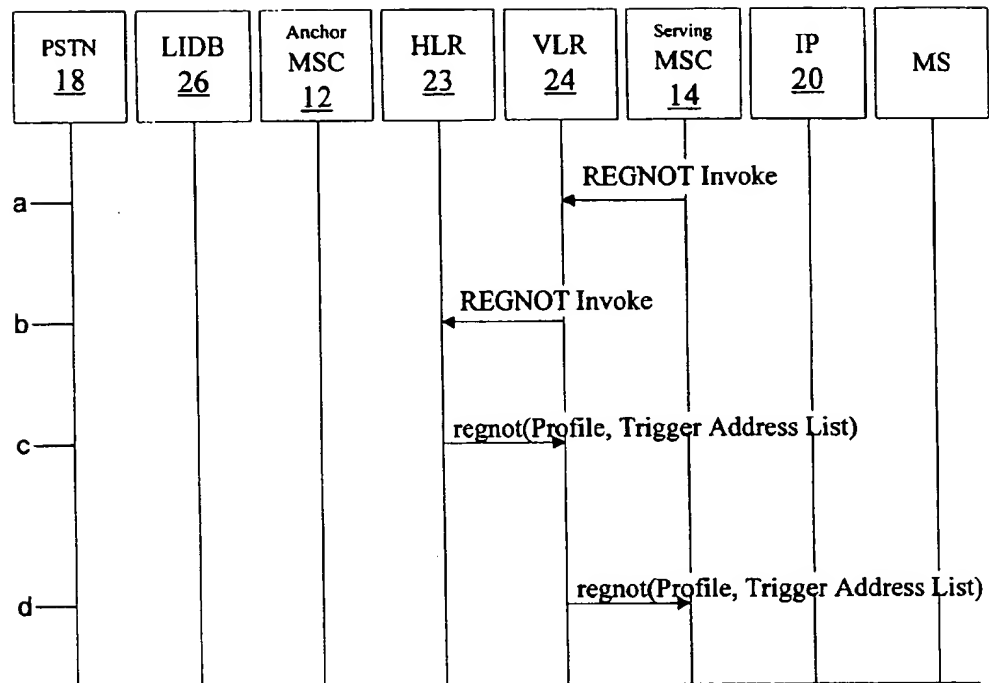 PSTN
18
LIDB
26
Anchor
MSC
12
HLR
23
VLR
24
Serving
MSC
14
IP
20
MS
a
REGNOT Invoke
b
REGNOT Invoke
c
regnot(Profile, Trigger Address List)
d
regnot(Profile, Trigger Address List)